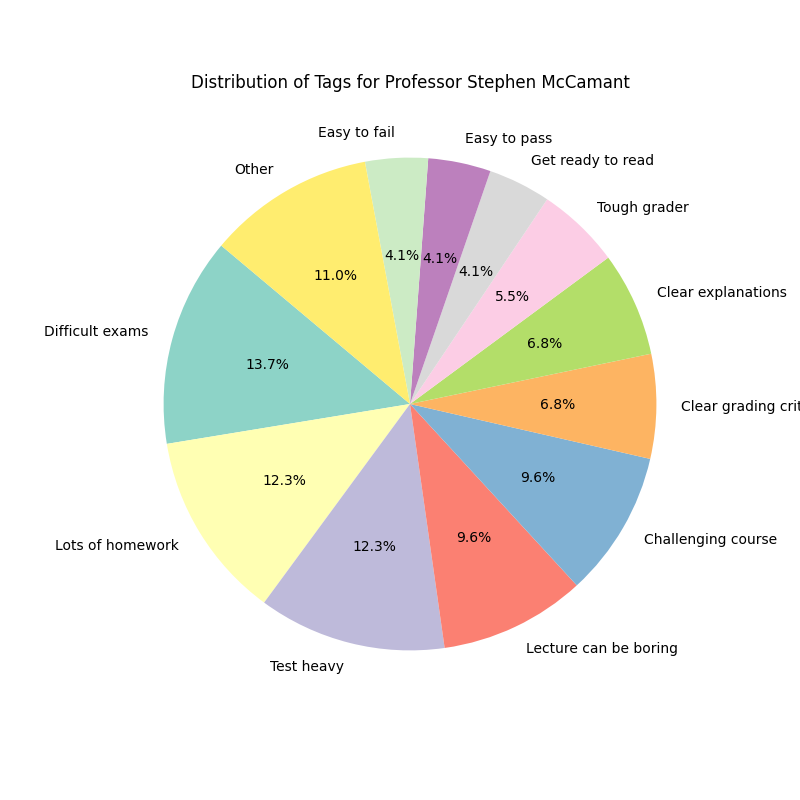 Distribution of Tags for Professor Stephen McCamant
Easy to fail
Easy to pass
Get ready to read
Other
Tough grader
4.1%
4.1%
4.1%
11.0%
5.5%
Clear explanations
Difficult exams
6.8%
13.7%
6.8%
Clear grading crit
12.3%
9.6%
Lots of homework
12.3%
9.6%
Challenging course
Test heavy
Lecture can be boring